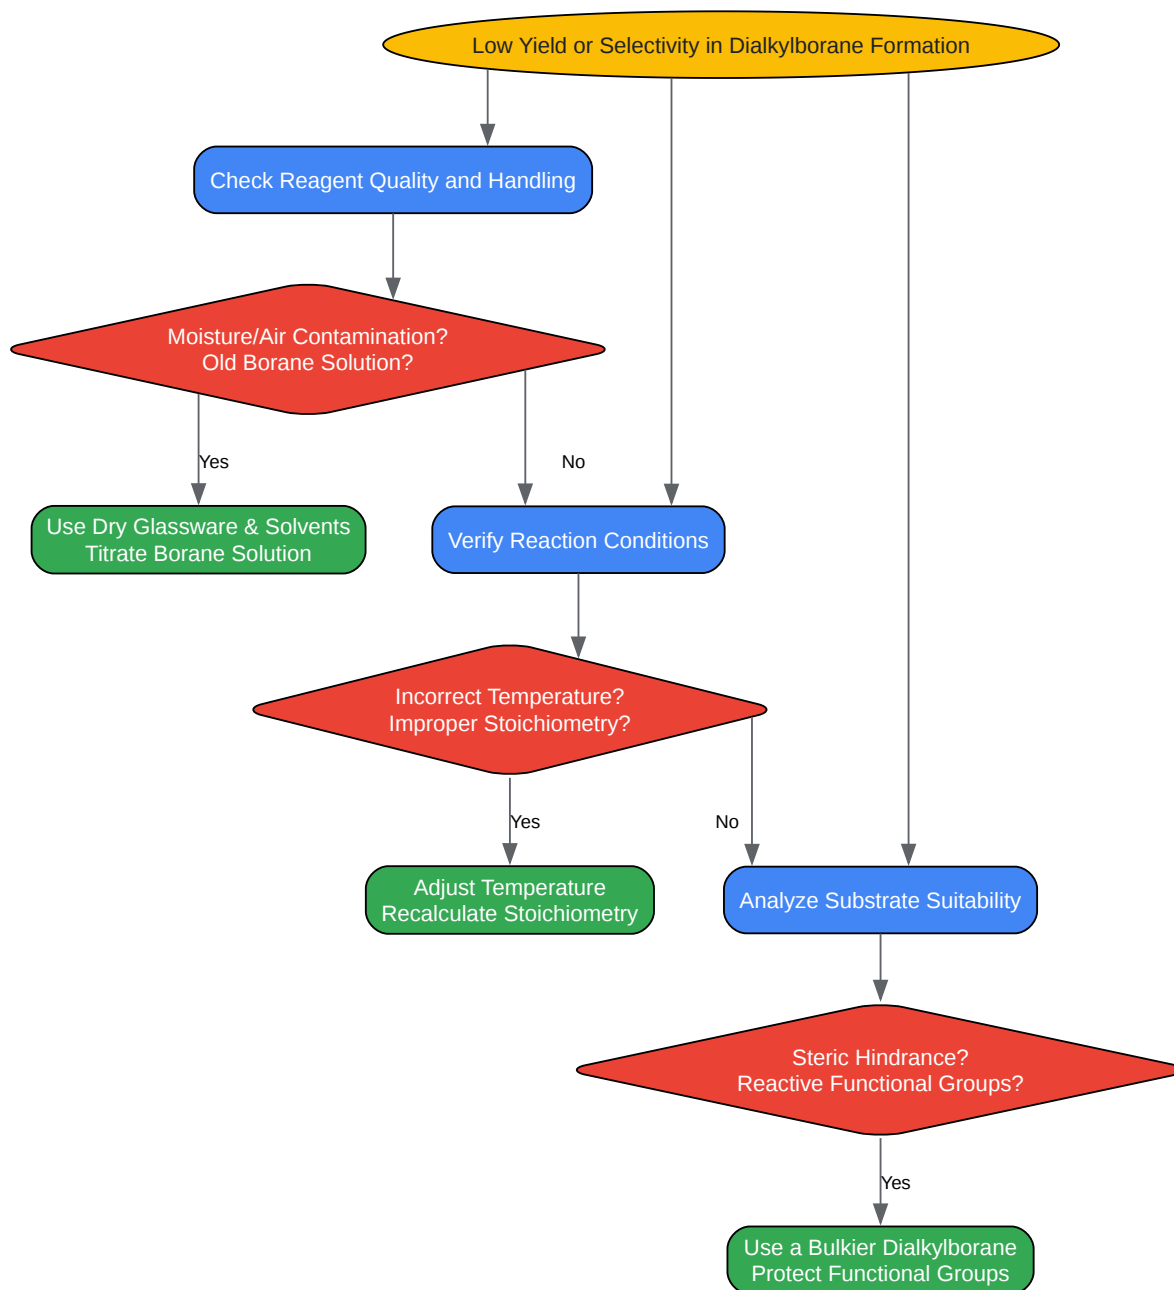 Low Yield or Selectivity in Dialkylborane Formation
Check Reagent Quality and Handling
Moisture/Air Contamination?
Old Borane Solution?
Yes
No
Use Dry Glassware & Solvents
Titrate Borane Solution
Verify Reaction Conditions
Incorrect Temperature?
Improper Stoichiometry?
Yes
No
Adjust Temperature
Recalculate Stoichiometry
Analyze Substrate Suitability
Steric Hindrance?
Reactive Functional Groups?
Yes
Use a Bulkier Dialkylborane
Protect Functional Groups